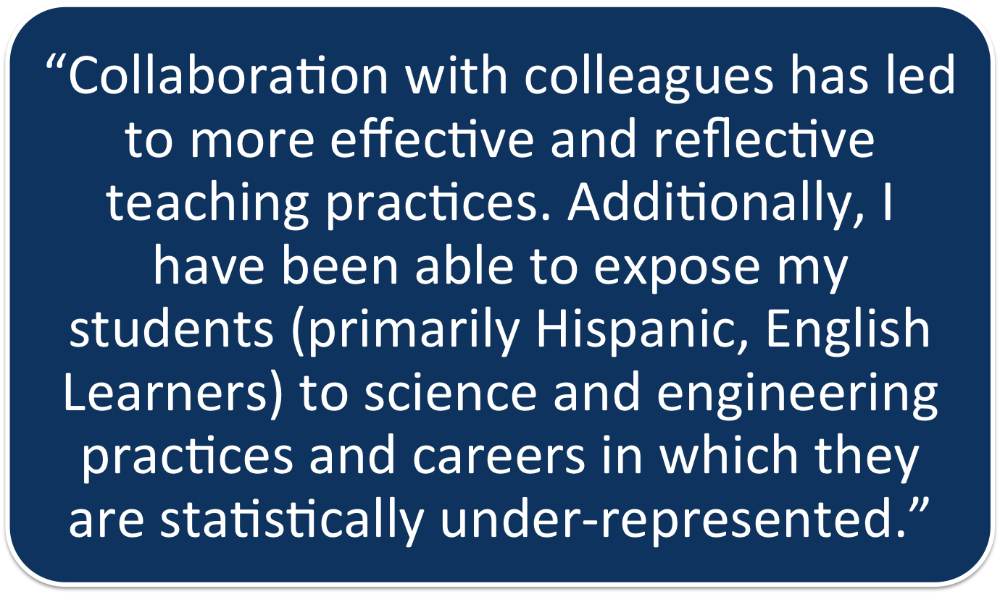 “Collaboration with colleagues has led
to more effective and reflective
teaching practices. Additionally, I
have been able to expose my
students (primarily Hispanic, English
Learners) to science and engineering
practices and careers in which they
are statistically under-represented.”